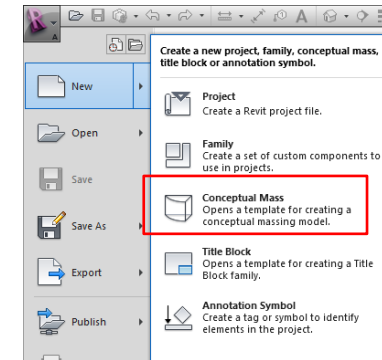 Create a new project, family, conceptual mass,
title block or annotation symbol.
New
Project
Create a Revit project file.
Open
Family
Create a set of custom components to
use in projects.
Save
Conceptual Mass
Opens a template for creating a
conceptual massing model.
Save As
Title Block
Opens a template for creating a Title
Block family.
Export
Annotation Symbol
Create a tag or symbol to identify
elements in the project.
Publish